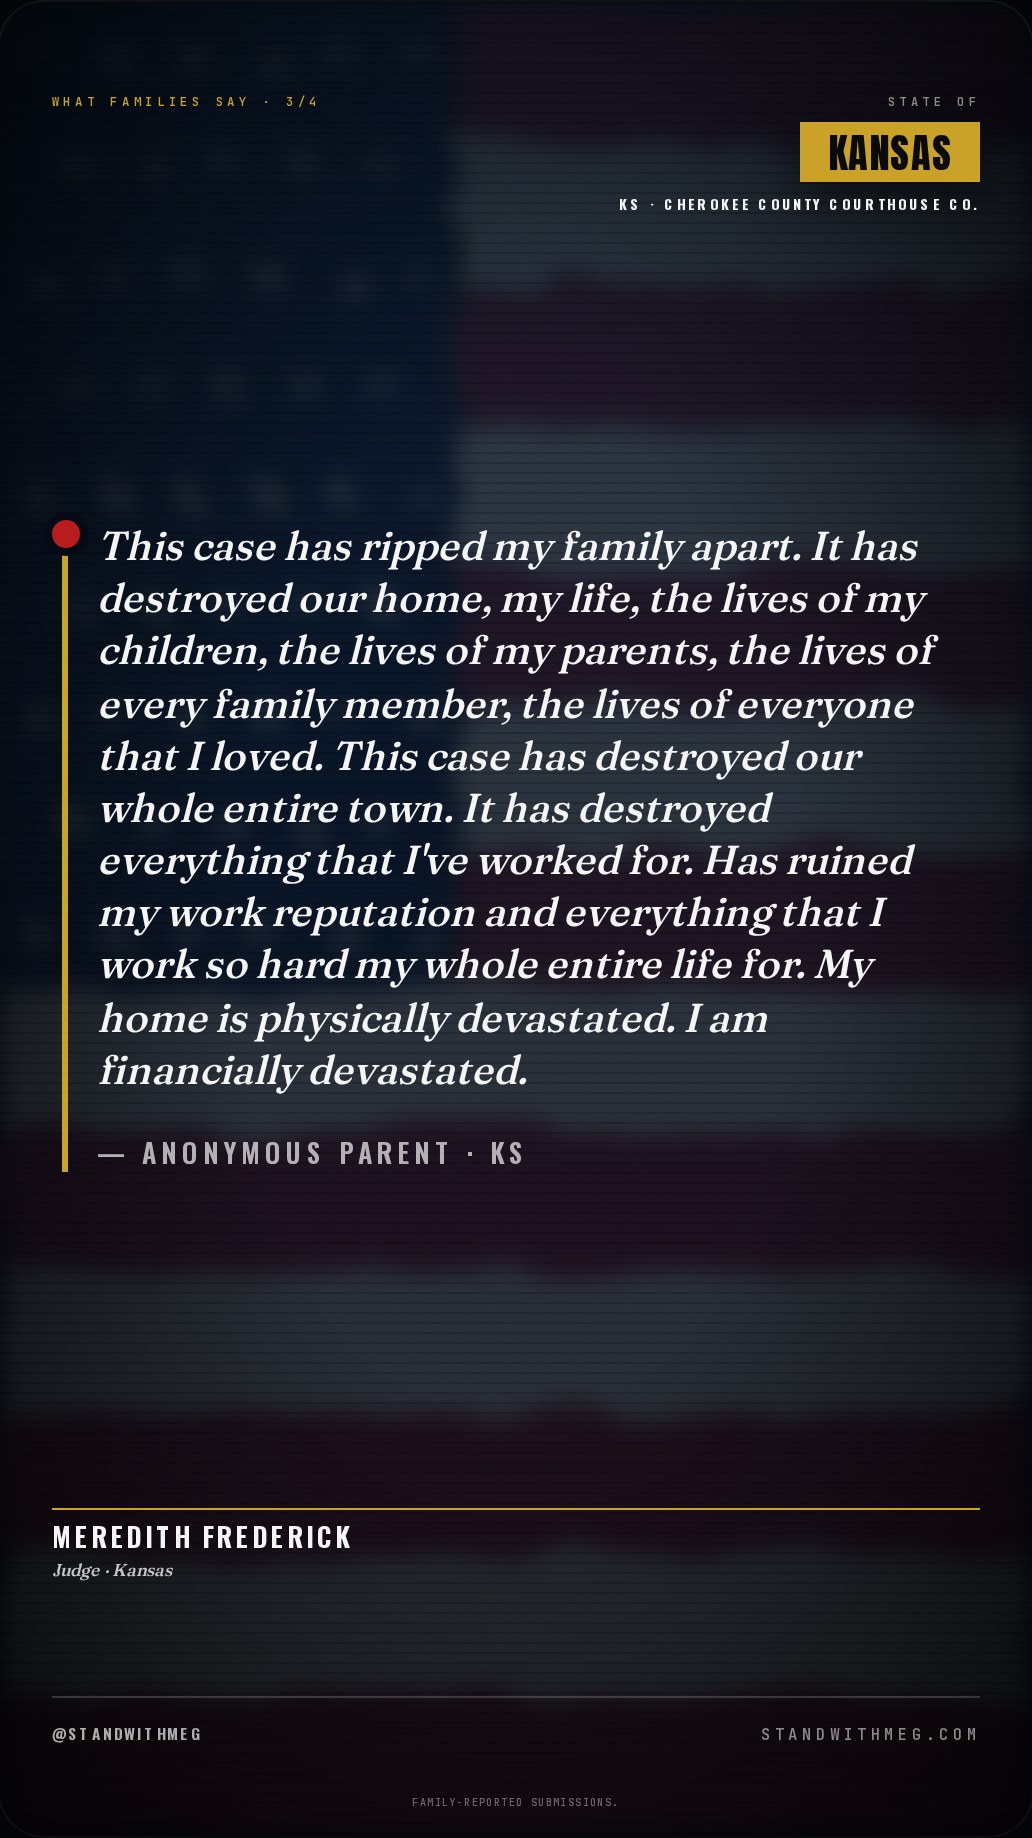 WHAT FAMILIES SAY · 3/4
STATE OF
KANSAS
KS · CHEROKEE COUNTY COURTHOUSE CO.
This case has ripped my family apart. It has
destroyed our home, my life, the lives of my
children, the lives of my parents, the lives of
every family member, the lives of everyone
that I loved. This case has destroyed our
whole entire town. It has destroyed
everything that I've worked for. Has ruined
my work reputation and everything that I
work so hard my whole entire life for. My
home is physically devastated. I am
financially devastated.
— ANONYMOUS PARENT · KS
MEREDITH FREDERICK
Judge · Kansas
@STANDWITHMEG
STANDWITHMEG.COM
FAMILY-REPORTED SUBMISSIONS.